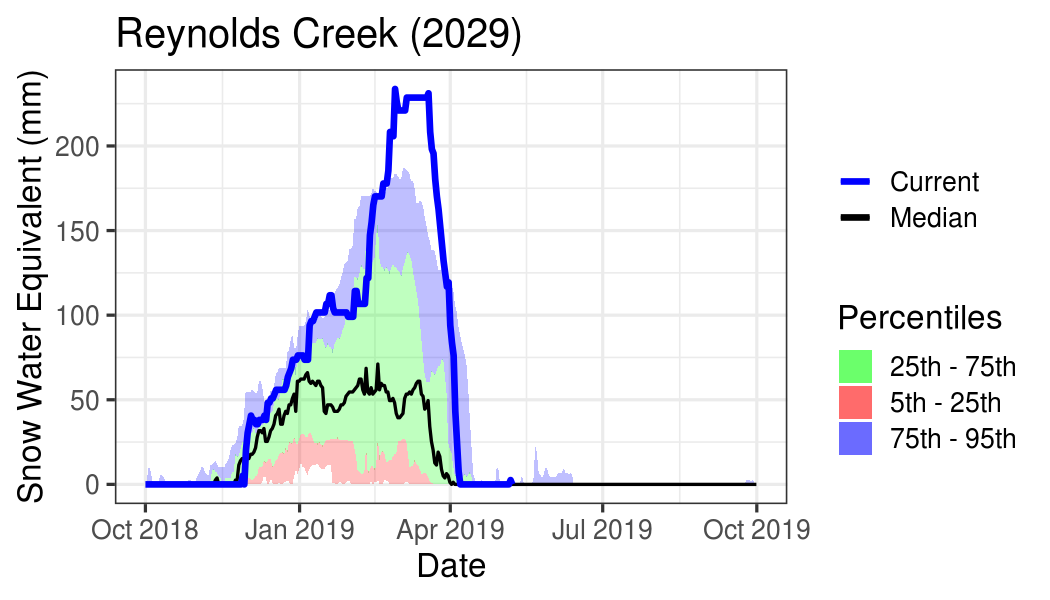 Reynolds Creek (2029)
Snow Water Equivalent (mm)
200
150
100
50
0
Oct 2018
Jan 2019
Apr 2019
Jul 2019
Oct 2019
Date
Current
Median
Percentiles
25th - 75th
5th - 25th
75th - 95th